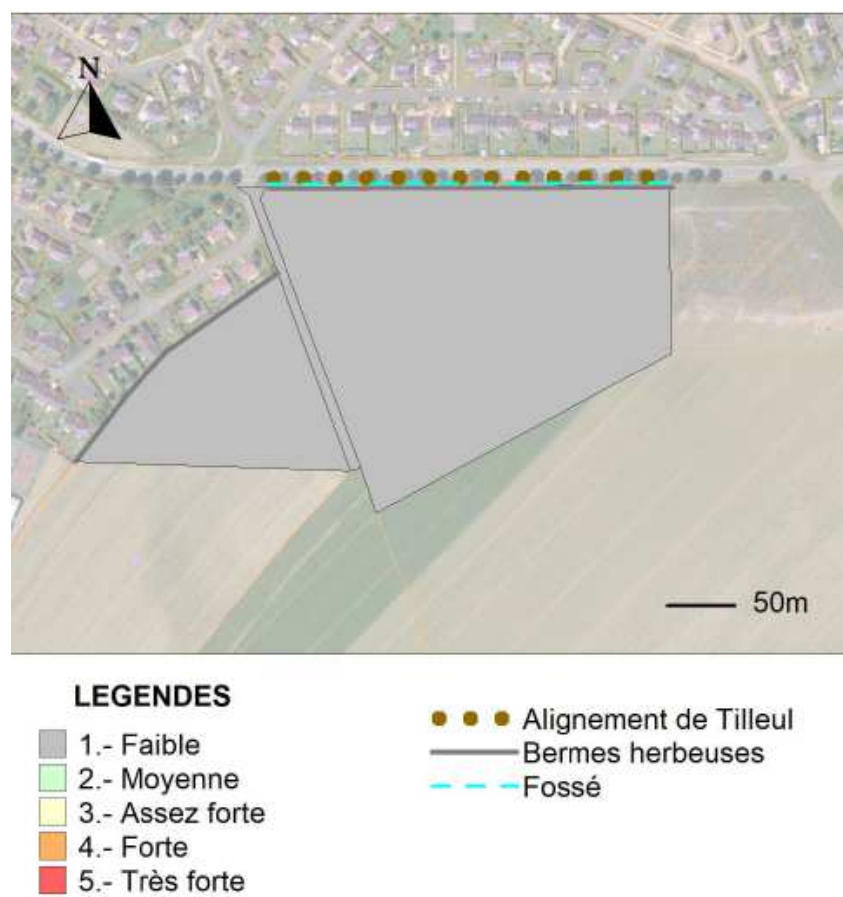 N
50m
LEGENDES
1.- Faible
2.- Moyenne
3.- Assez forte
4.- Forte
5.- Très forte
Alignement de Tilleul
Bermes herbeuses
Fossé